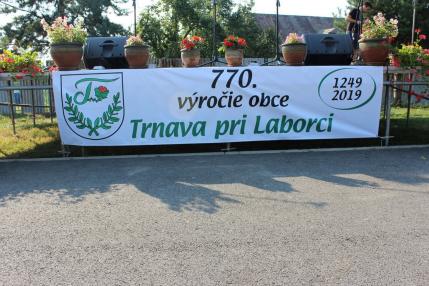 770.
výročie obce
Trnava pri Laborci
1249
2019